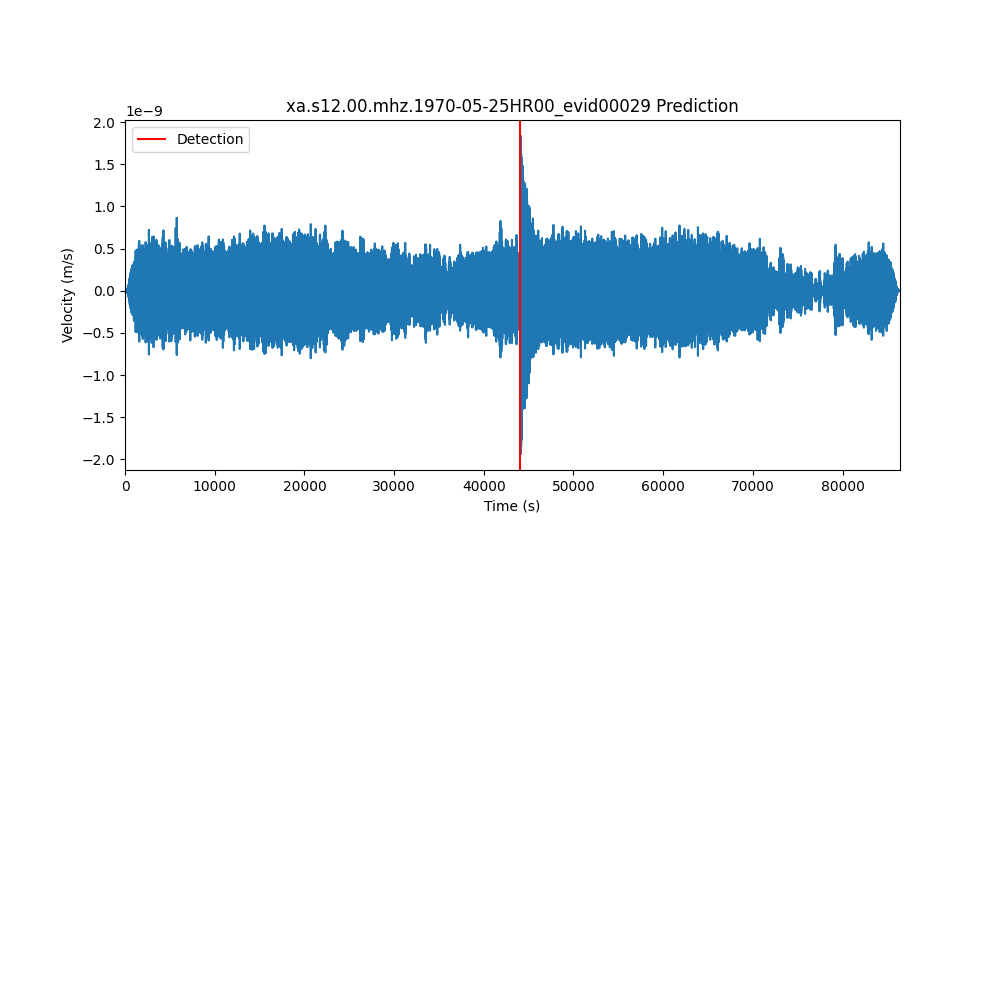 xa.s12.00.mhz.1970-05-25HR00_evid00029 Prediction
1e−9
Detection
2.0
1.5
1.0
0.5
0.0
−0.5
−1.0
−1.5
−2.0
Velocity (m/s)
0 10000 20000 30000 40000 50000 60000 70000 80000
Time (s)